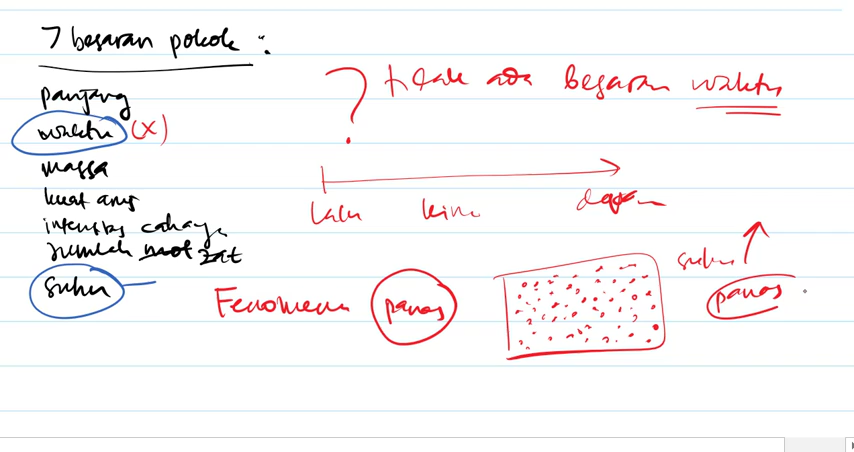 7 besaran pokok :
panjang
waktu (X)
massa
kuat arus
intensitas cahaya
Jumlah mol zat
suhu
? tidak ada Besaran waktu
lalu kini depan
suhu
Fenomena panas
panas